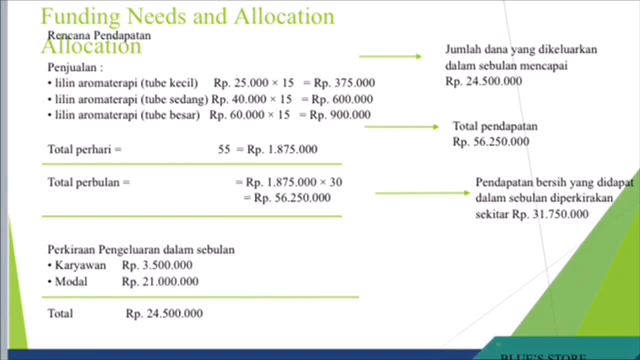 Funding Needs and Allocation
Rencana Pendapatan
Allocation
Penjualan :
• lilin aromaterapi (tube kecil) Rp. 25.000 × 15 = Rp. 375.000
• lilin aromaterapi (tube sedang) Rp. 40.000 × 15 = Rp. 600.000
• lilin aromaterapi (tube besar) Rp. 60.000 × 15 = Rp. 900.000
Total perhari = 55 = Rp. 1.875.000
Total perbulan = = Rp. 1.875.000 × 30
= Rp. 56.250.000
Perkiraan Pengeluaran dalam sebulan
• Karyawan Rp. 3.500.000
• Modal Rp. 21.000.000
Total Rp. 24.500.000
Jumlah dana yang dikeluarkan
dalam sebulan mencapai
Rp. 24.500.000
Total pendapatan
Rp. 56.250.000
Pendapatan bersih yang didapat
dalam sebulan diperkirakan
sekitar Rp. 31.750.000
BLUE'S STORE